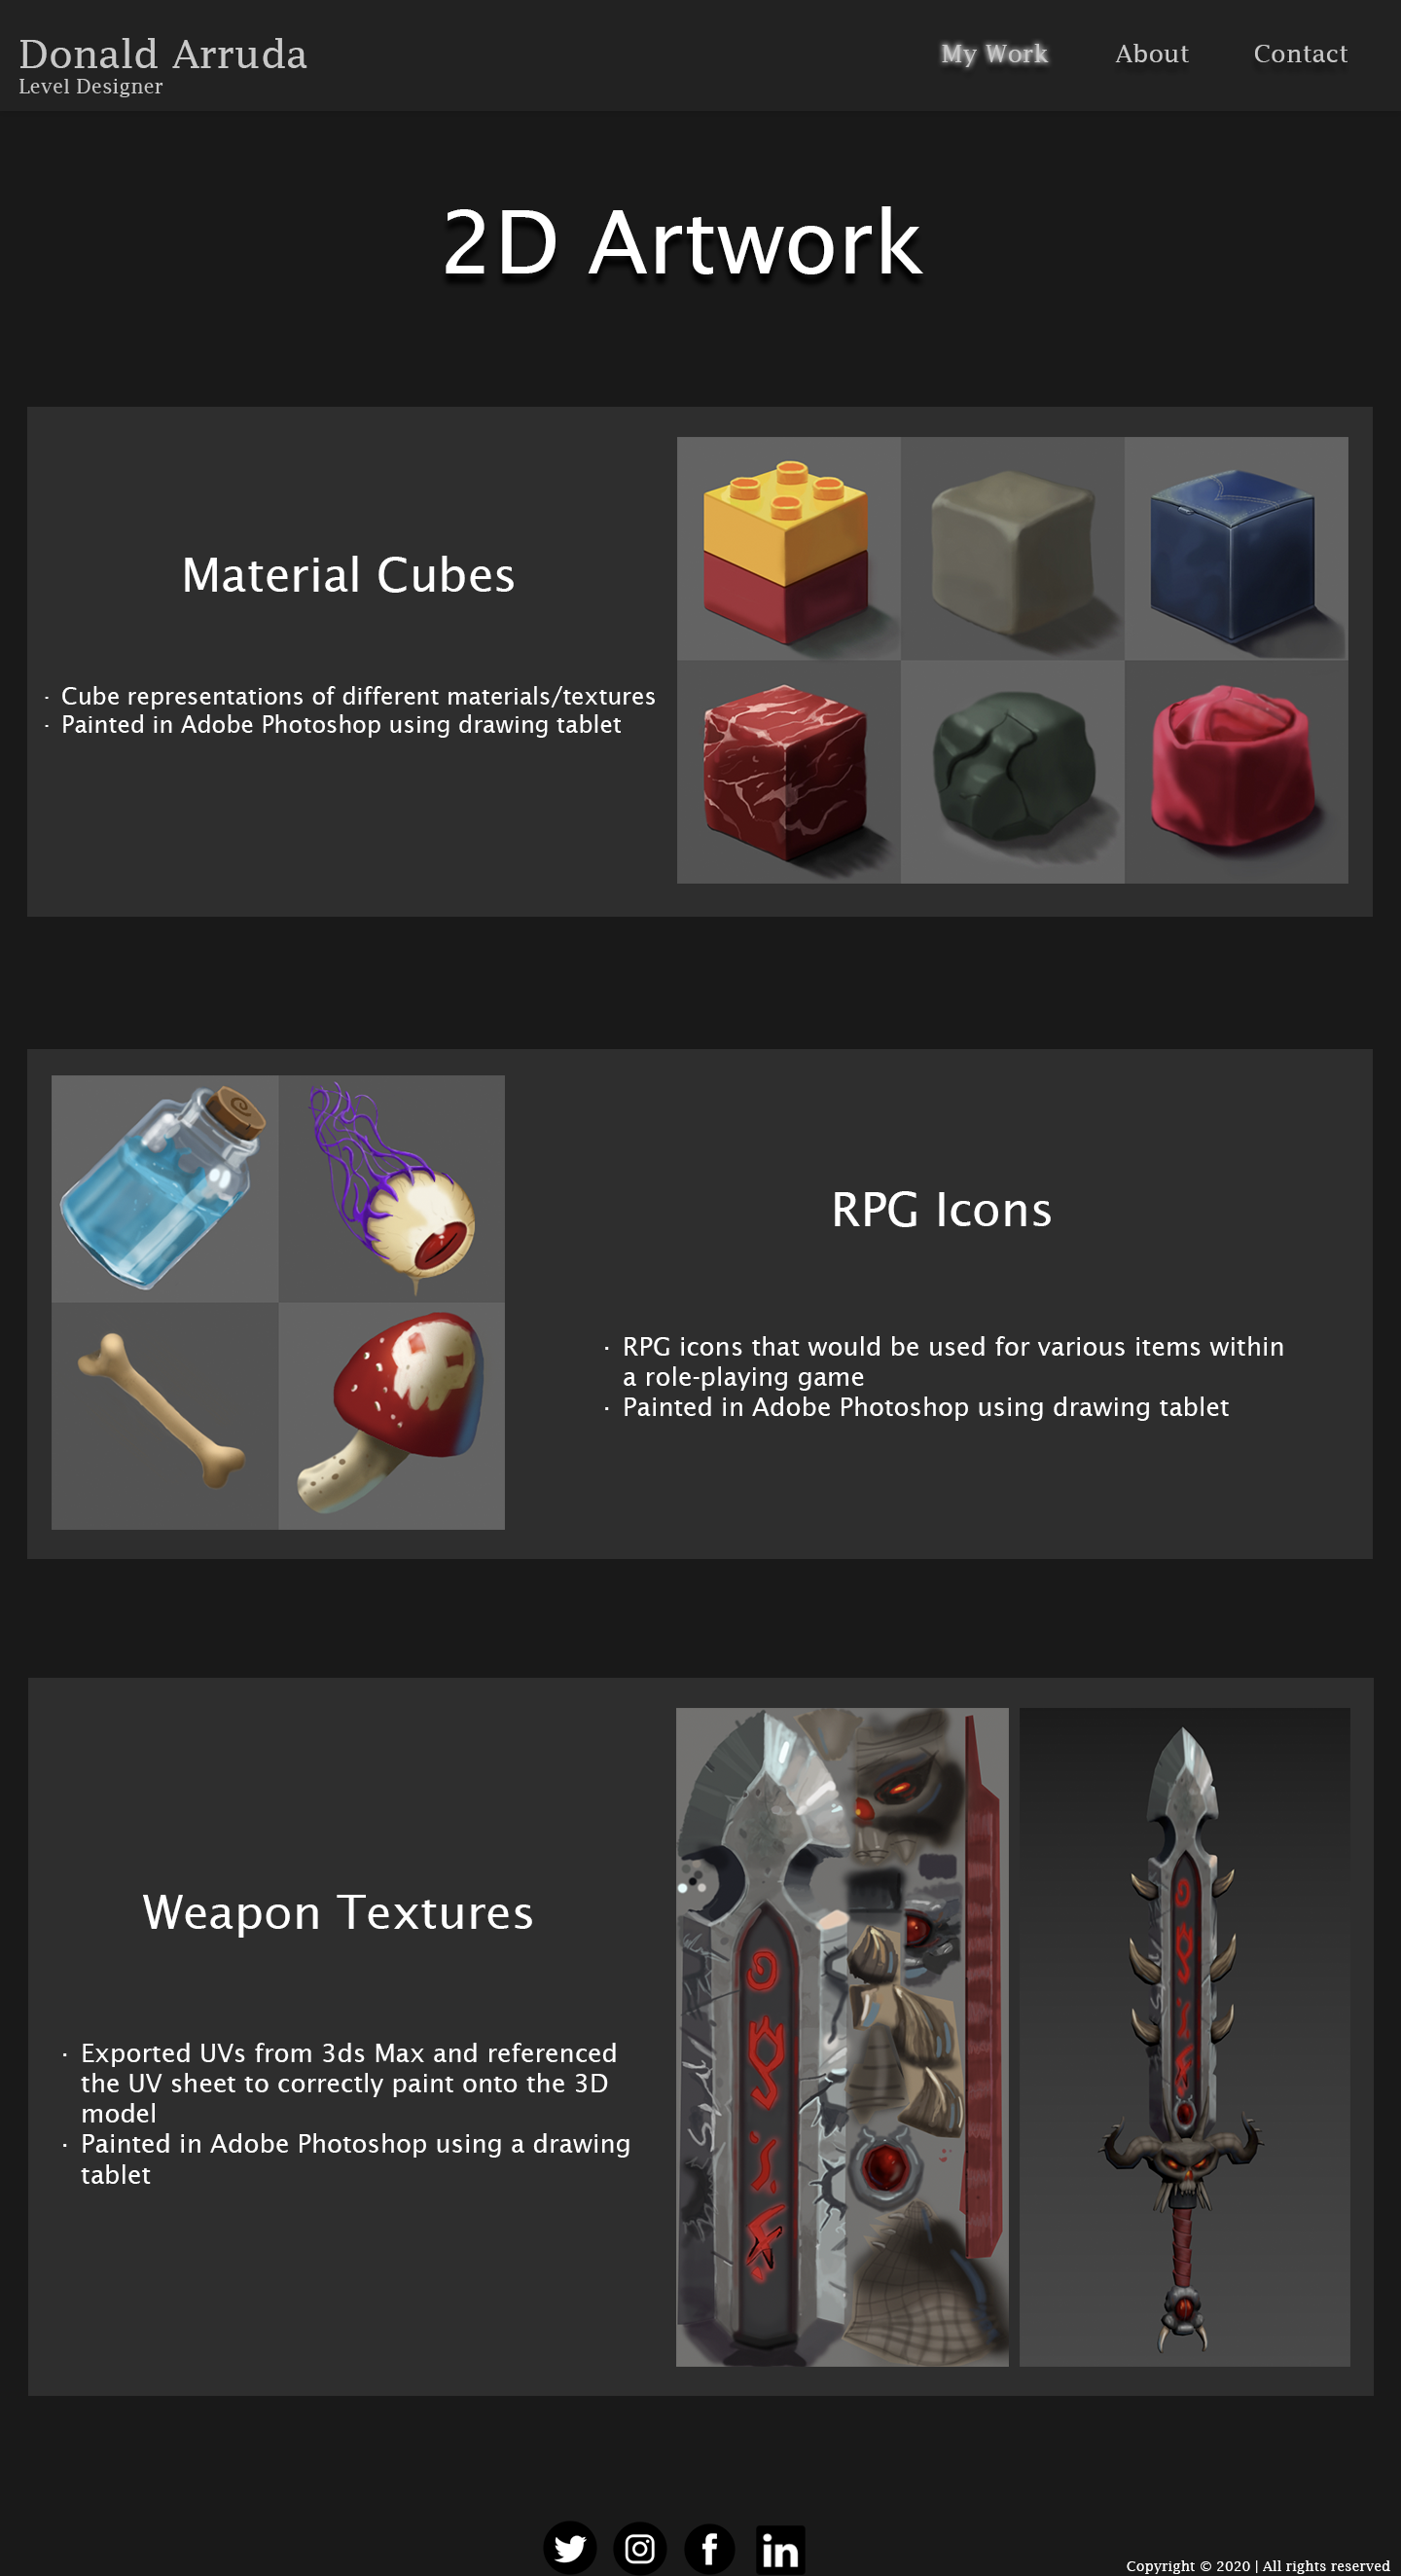 Donald Arruda
Level Designer
My Work
About
Contact
2D Artwork
Material Cubes
· Cube representations of different materials/textures
· Painted in Adobe Photoshop using drawing tablet
RPG Icons
· RPG icons that would be used for various items within
a role-playing game
· Painted in Adobe Photoshop using drawing tablet
Weapon Textures
· Exported UVs from 3ds Max and referenced
the UV sheet to correctly paint onto the 3D
model
· Painted in Adobe Photoshop using a drawing
tablet
Copyright © 2020 | All rights reserved